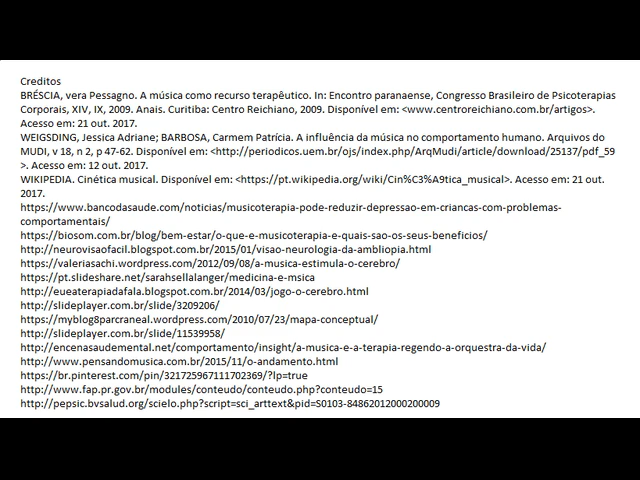 Creditos
BRÉSCIA, vera Pessagno. A música como recurso terapêutico. In: Encontro paranaense, Congresso Brasileiro de Psicoterapias
Corporais, XIV, IX, 2009. Anais. Curitiba: Centro Reichiano, 2009. Disponível em: <www.centroreichiano.com.br/artigos>.
Acesso em: 21 out. 2017.
WEIGSDING, Jessica Adriane; BARBOSA, Carmem Patrícia. A influência da música no comportamento humano. Arquivos do
MUDI, v 18, n 2, p 47-62. Disponível em: <http://periodicos.uem.br/ojs/index.php/ArqMudi/article/download/25137/pdf_59
>. Acesso em: 12 out. 2017.
WIKIPEDIA. Cinética musical. Disponível em: <https://pt.wikipedia.org/wiki/Cin%C3%A9tica_musical>. Acesso em: 21 out.
2017.
https://www.bancodasaude.com/noticias/musicoterapia-pode-reduzir-depressao-em-criancas-com-problemas-
comportamentais/
https://biosom.com.br/blog/bem-estar/o-que-e-musicoterapia-e-quais-sao-os-seus-beneficios/
http://neurovisaofacil.blogspot.com.br/2015/01/visao-neurologia-da-ambliopia.html
https://valeriasachi.wordpress.com/2012/09/08/a-musica-estimula-o-cerebro/
https://pt.slideshare.net/sarahsellalanger/medicina-e-msica
http://eueaterapiadafala.blogspot.com.br/2014/03/jogo-o-cerebro.html
http://slideplayer.com.br/slide/3209206/
https://myblog8parcraneal.wordpress.com/2010/07/23/mapa-conceptual/
http://slideplayer.com.br/slide/11539958/
http://encenasaudemental.net/comportamento/insight/a-musica-e-a-terapia-regendo-a-orquestra-da-vida/
http://www.pensandomusica.com.br/2015/11/o-andamento.html
https://br.pinterest.com/pin/321725967111702369/?lp=true
http://www.fap.pr.gov.br/modules/conteudo/conteudo.php?conteudo=15
http://pepsic.bvsalud.org/scielo.php?script=sci_arttext&pid=S0103-84862012000200009